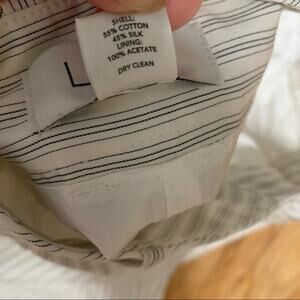 SHELL:
55% COTTON
45% SILK
LINING:
100% ACETATE
DRY CLEAN
L